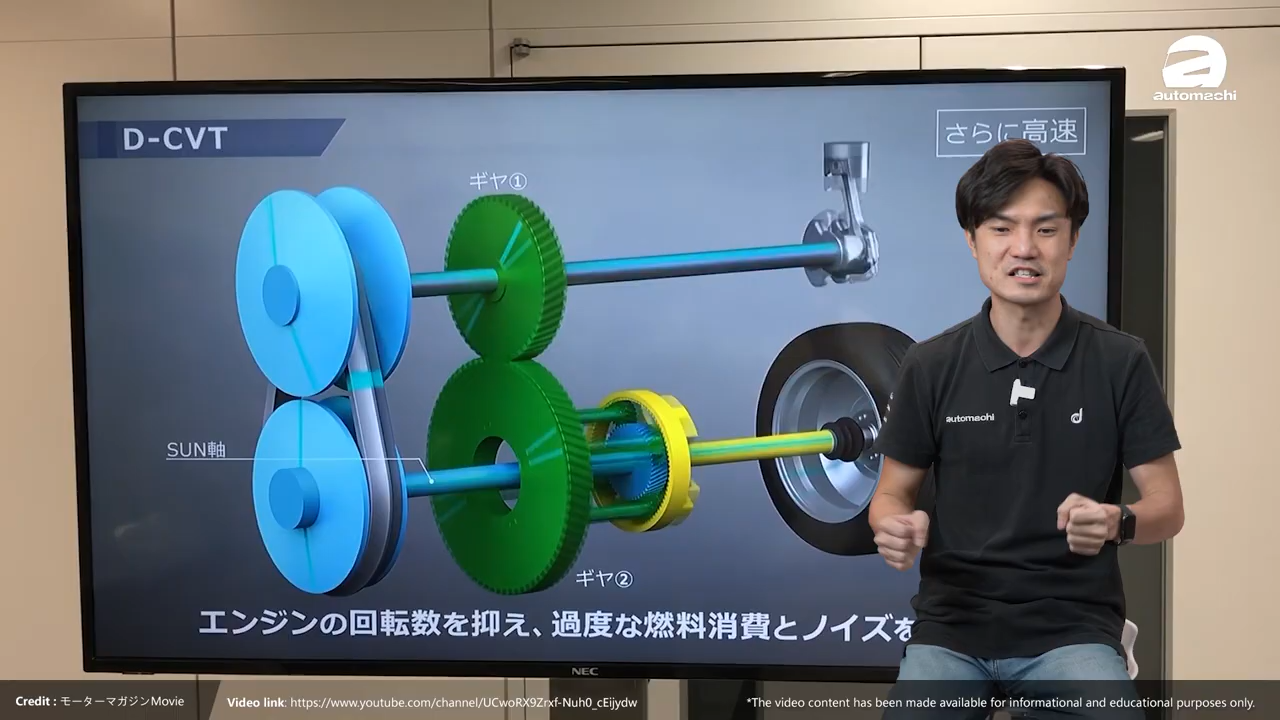 automachi
D-CVT
さらに高速
ギヤ①
SUN軸
ギヤ②
エンジンの回転数を抑え、過度な燃料消費とノイズを
NEC
automachi
d
Credit : モーターマガジンMovie
Video link: https://www.youtube.com/channel/UCwoRX9Zrxf-Nuh0_cEijydw
*The video content has been made available for informational and educational purposes only.